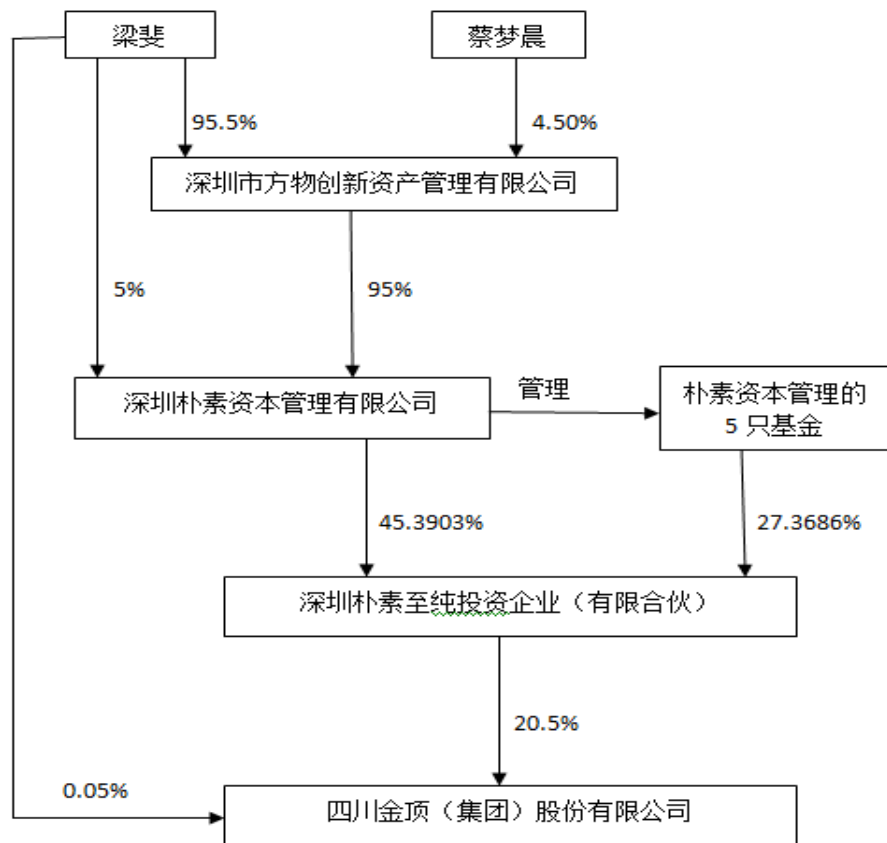 梁斐
蔡梦晨
95.5%
4.50%
深圳市方物创新资产管理有限公司
5%
95%
深圳朴素资本管理有限公司
管理
朴素资本管理的
5 只基金
45.3903%
27.3686%
深圳朴素至纯投资企业（有限合伙）
20.5%
0.05%
四川金顶（集团）股份有限公司